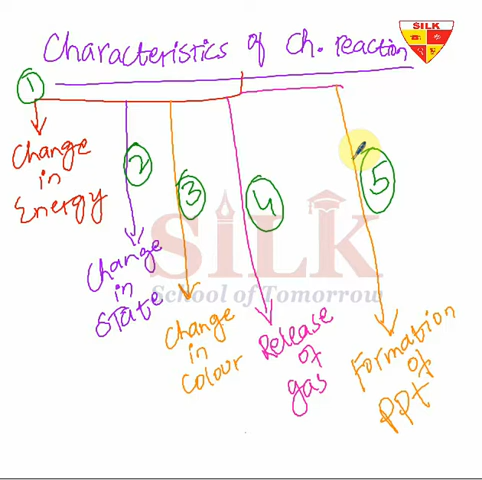 SILK
Characteristics of Ch. reaction
1
Change
in
Energy
2
Change
in
State
3
Change
in
Colour
4
Release
of
gas
5
Formation
of
PPt
SILK
School of Tomorrow